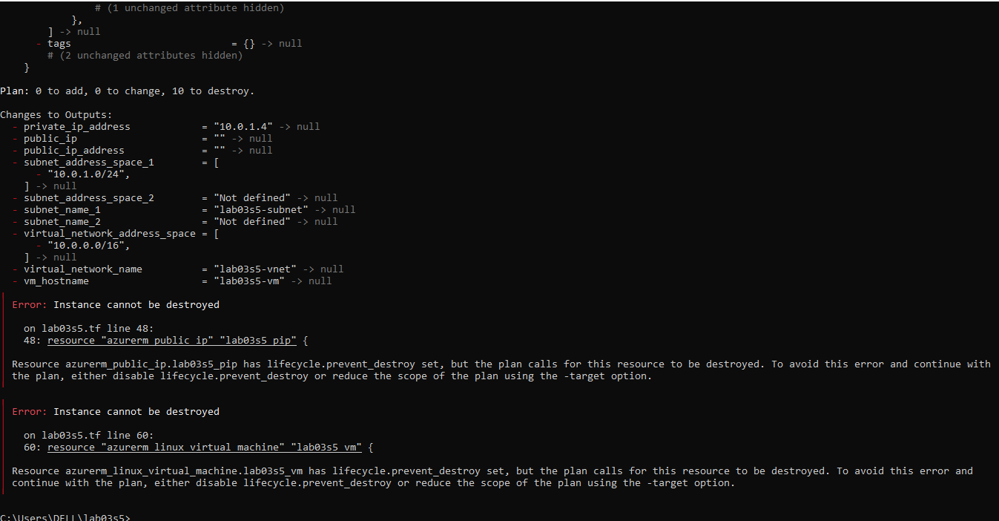 # (1 unchanged attribute hidden)
},
] -> null
- tags = {} -> null
# (2 unchanged attributes hidden)
}
Plan: 0 to add, 0 to change, 10 to destroy.
Changes to Outputs:
- private_ip_address = "10.0.1.4" -> null
- public_ip = "" -> null
- public_ip_address = "" -> null
- subnet_address_space_1 = [
- "10.0.1.0/24",
] -> null
- subnet_address_space_2 = "Not defined" -> null
- subnet_name_1 = "lab03s5-subnet" -> null
- subnet_name_2 = "Not defined" -> null
- virtual_network_address_space = [
- "10.0.0.0/16",
] -> null
- virtual_network_name = "lab03s5-vnet" -> null
- vm_hostname = "lab03s5-vm" -> null
Error: Instance cannot be destroyed
on lab03s5.tf line 48:
48: resource "azurerm_public_ip" "lab03s5_pip" {
Resource azurerm_public_ip.lab03s5_pip has lifecycle.prevent_destroy set, but the plan calls for this resource to be destroyed. To avoid this error and continue with
the plan, either disable lifecycle.prevent_destroy or reduce the scope of the plan using the -target option.
Error: Instance cannot be destroyed
on lab03s5.tf line 60:
60: resource "azurerm_linux_virtual_machine" "lab03s5_vm" {
Resource azurerm_linux_virtual_machine.lab03s5_vm has lifecycle.prevent_destroy set, but the plan calls for this resource to be destroyed. To avoid this error and
continue with the plan, either disable lifecycle.prevent_destroy or reduce the scope of the plan using the -target option.
C:\Users\DELL\lab03s5>